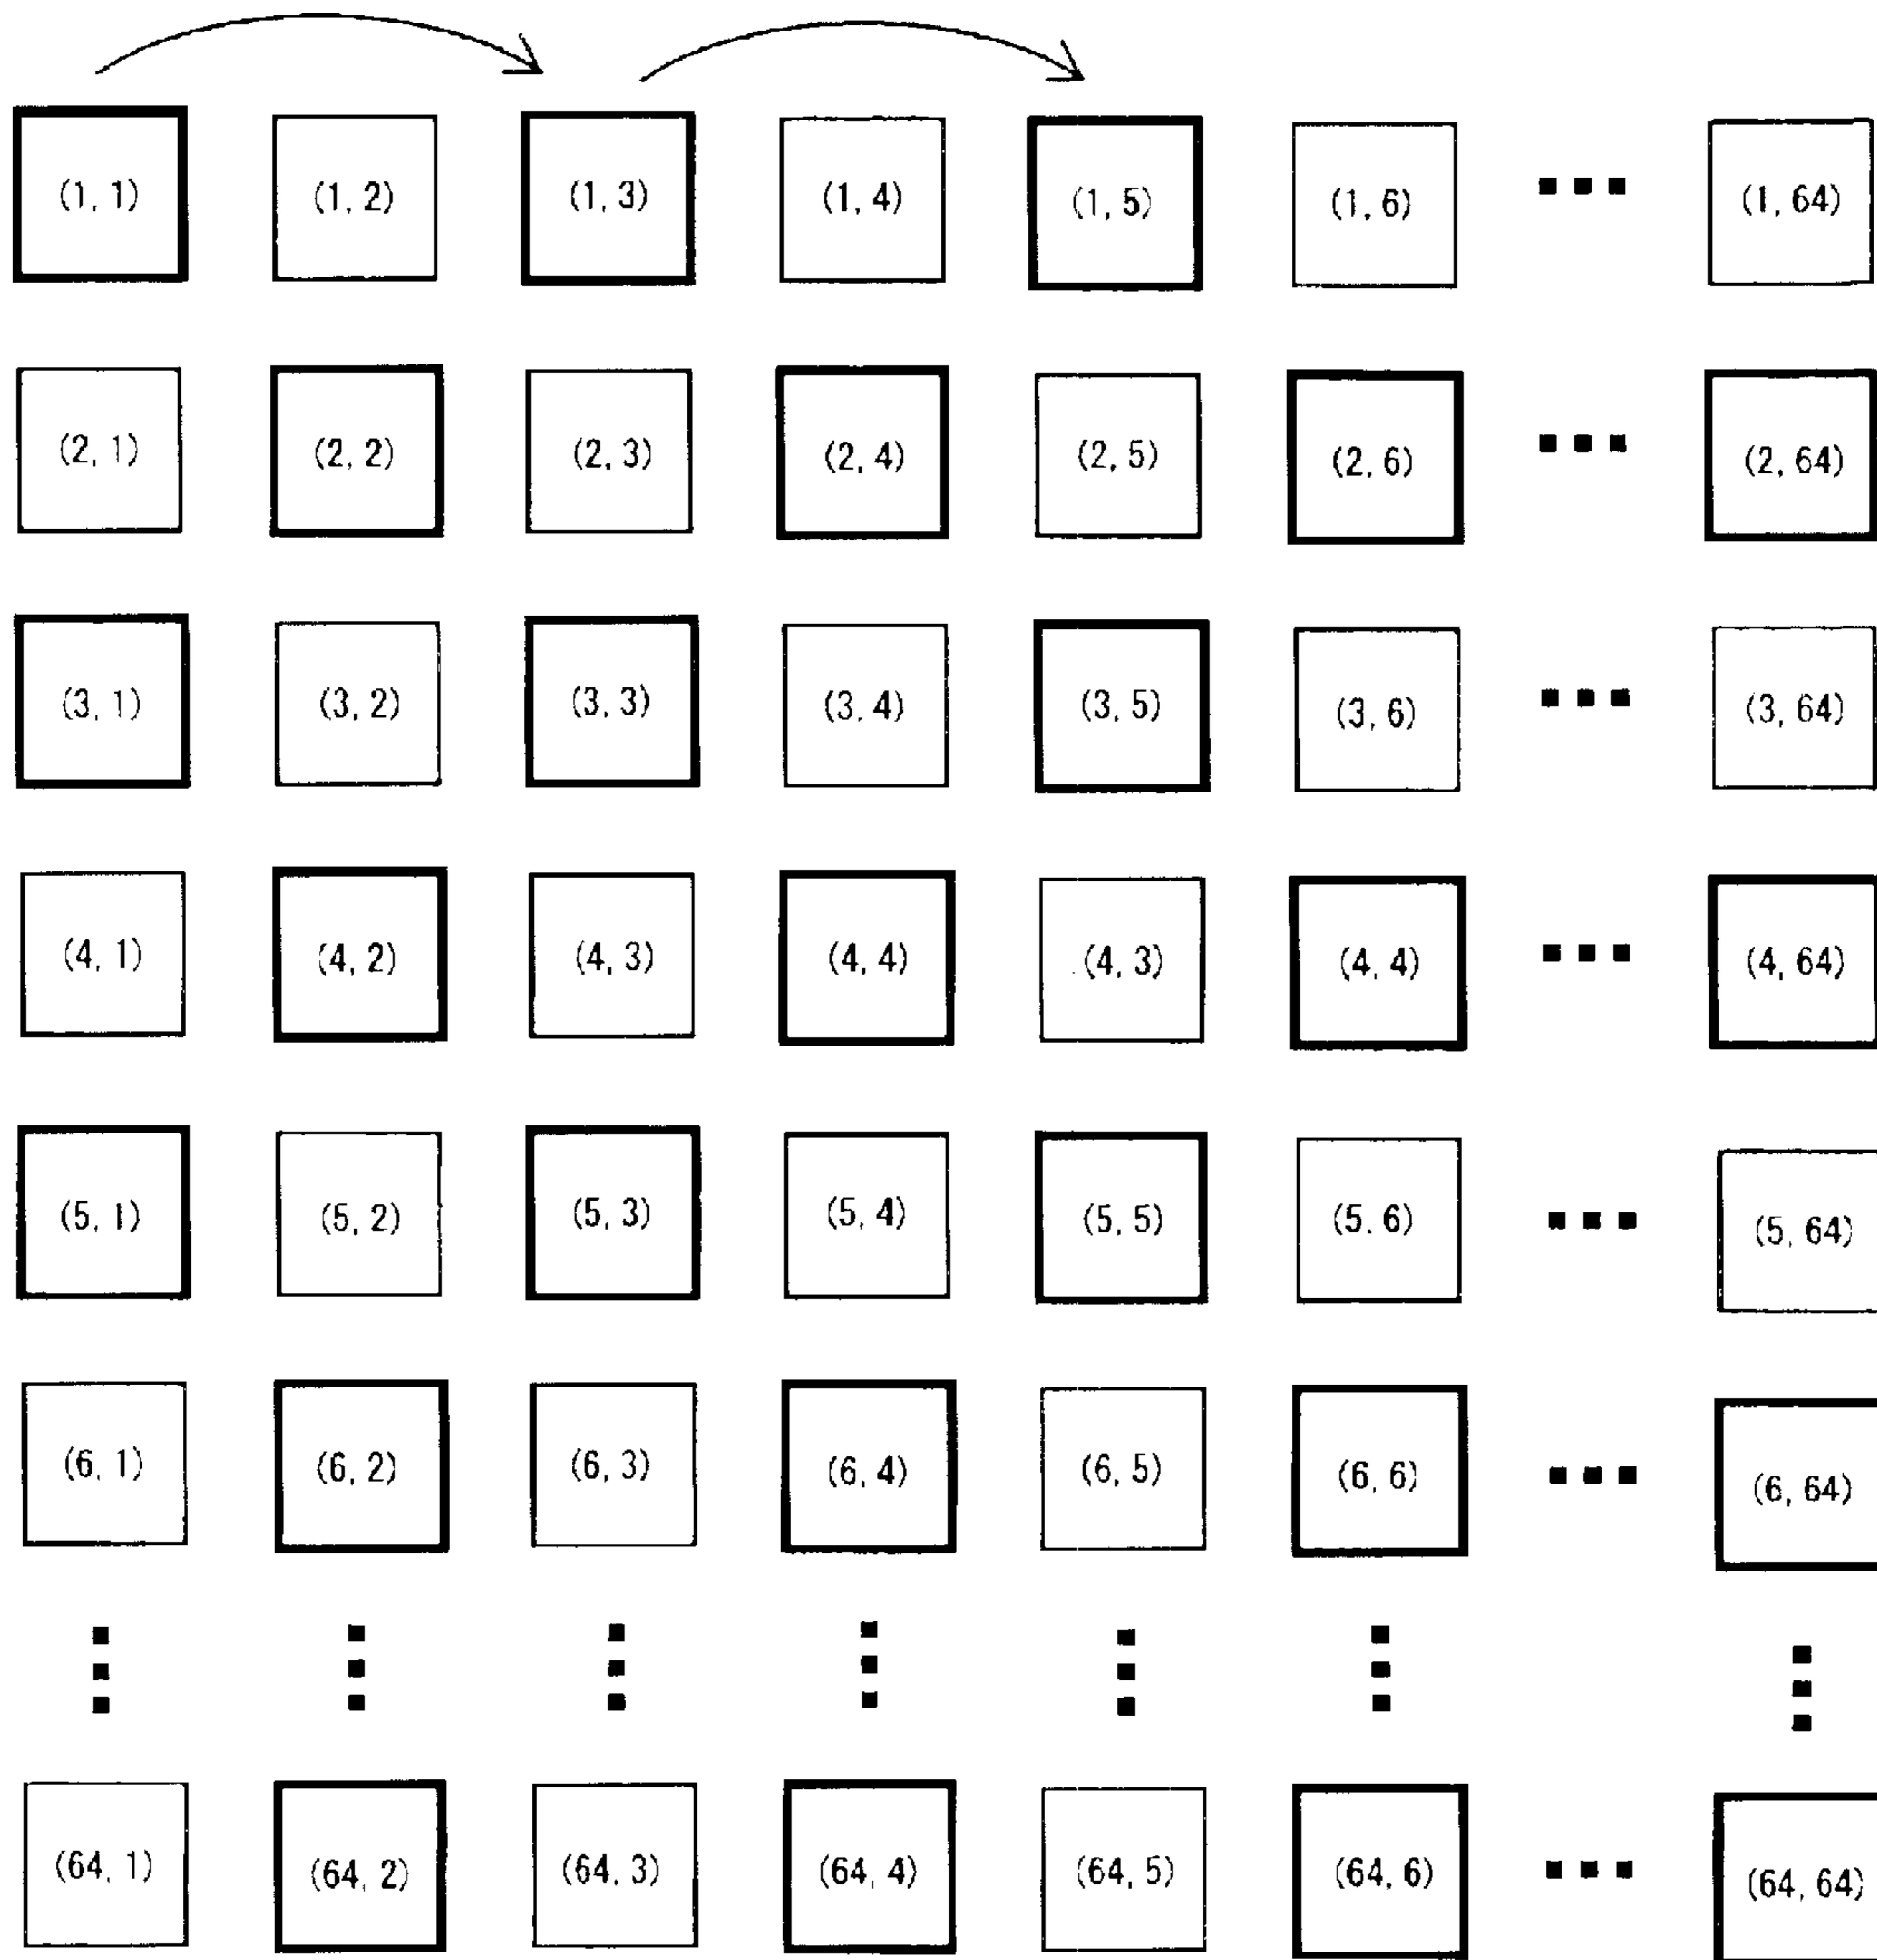 (1, 1) (1, 2) (1, 3) (1, 4) (1, 5) (1, 6) (1, 64)
(2, 1) (2, 2) (2, 3) (2, 4) (2, 5) (2, 6) (2, 64)
(3, 1) (3, 2) (3, 3) (3, 4) (3, 5) (3, 6) (3, 64)
(4, 1) (4, 2) (4, 3) (4, 4) (4, 3) (4, 4) (4, 64)
(5, 1) (5, 2) (5, 3) (5, 4) (5, 5) (5, 6) (5, 64)
(6, 1) (6, 2) (6, 3) (6, 4) (6, 5) (6, 6) (6, 64)
(64, 1) (64, 2) (64, 3) (64, 4) (64, 5) (64, 6) (64, 64)